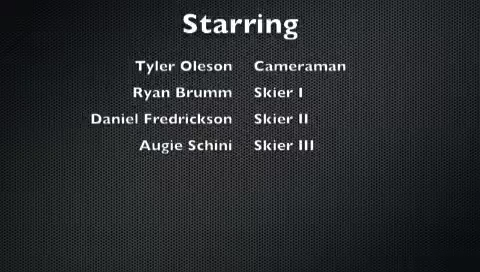 Starring
Tyler Oleson Cameraman
Ryan Brumm Skier I
Daniel Fredrickson Skier II
Augie Schini Skier III